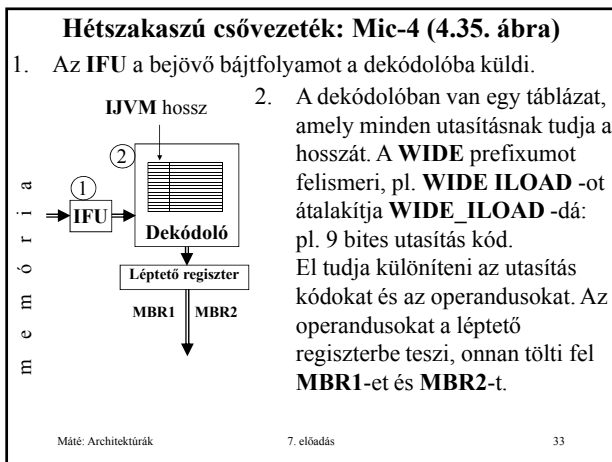 Hétszakaszú csővezeték: Mic-4 (4.35. ábra)
1. Az IFU a bejövő bájtfolyamot a dekódolóba küldi.
IJVM hossz
2
1
IFU
Dekódoló
Léptető regiszter
MBR1 MBR2
memória
2. A dekódolóban van egy táblázat,
amely minden utasításnak tudja a
hosszát. A WIDE prefixumot
felismeri, pl. WIDE ILOAD -ot
átalakítja WIDE_ILOAD -dá:
pl. 9 bites utasítás kód.
El tudja különíteni az utasítás
kódokat és az operandusokat. Az
operandusokat a léptető
regiszterbe teszi, onnan tölti fel
MBR1-et és MBR2-t.
Máté: Architektúrák 7. előadás 33